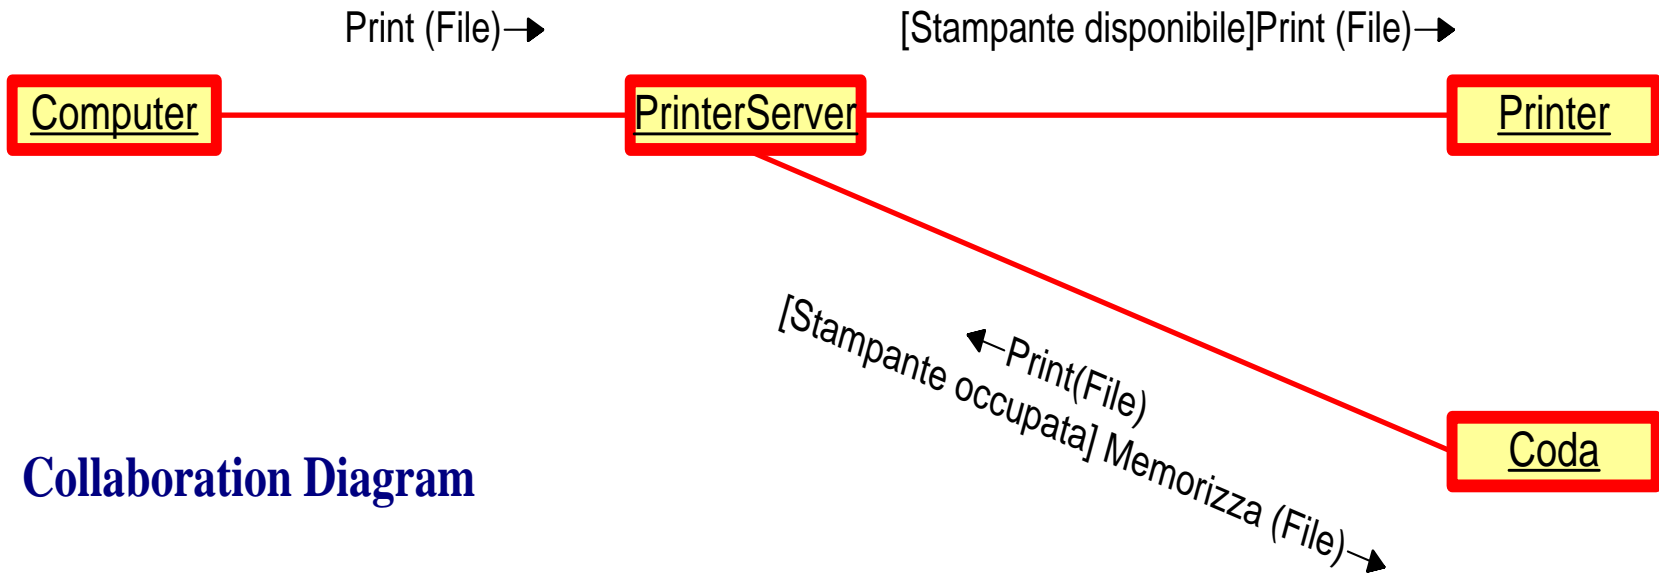 Print (File)
[Stampante disponibile]Print (File)
Computer
PrinterServer
Printer
Print(File)
[Stampante occupata] Memorizza (File)
Coda
Collaboration Diagram